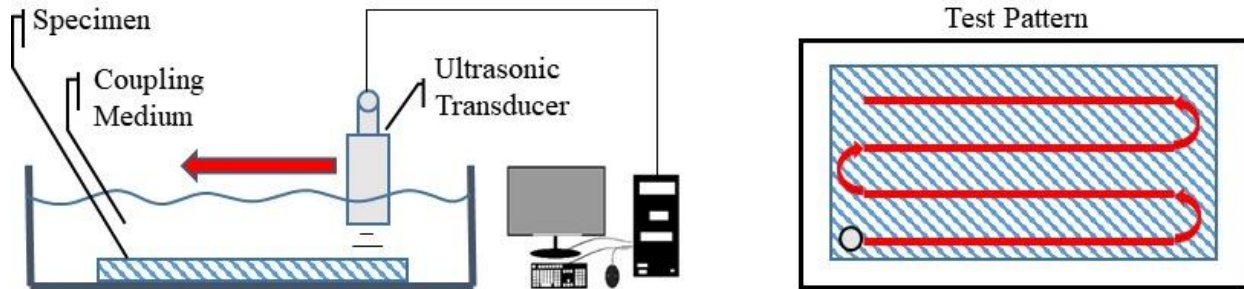 Specimen
Coupling
Medium
Ultrasonic
Transducer
Test Pattern